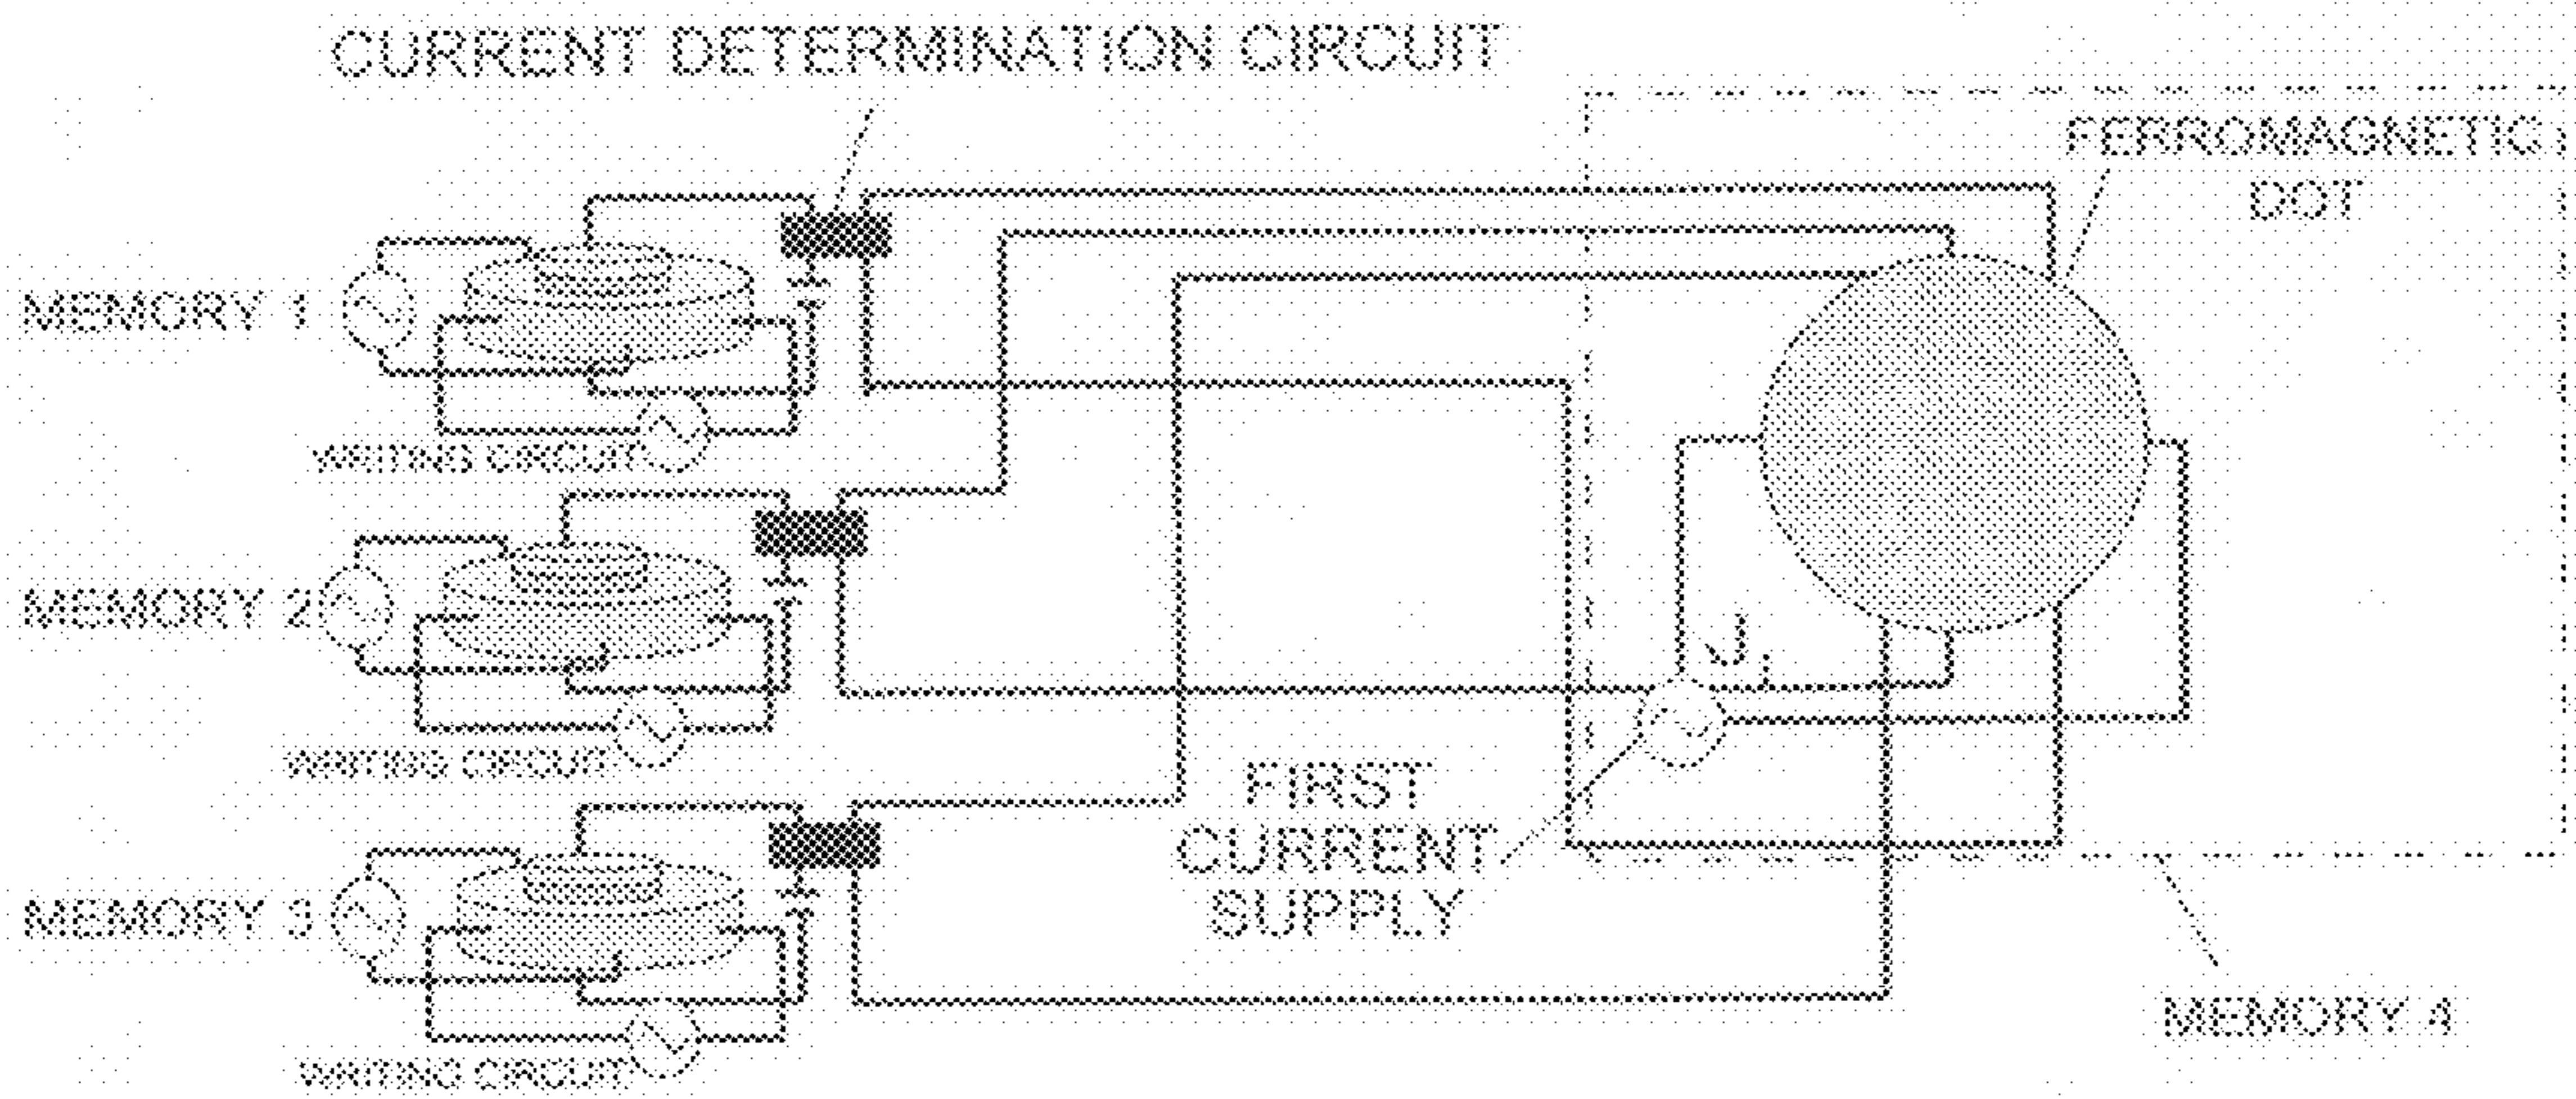 CURRENT DETERMINATION CIRCUIT
FERROMAGNETIC
DOT
MEMORY 1
WRITING CIRCUIT
MEMORY 2
J1
WRITING CIRCUIT
FIRST
CURRENT
SUPPLY
MEMORY 3
MEMORY 4
WRITING CIRCUIT